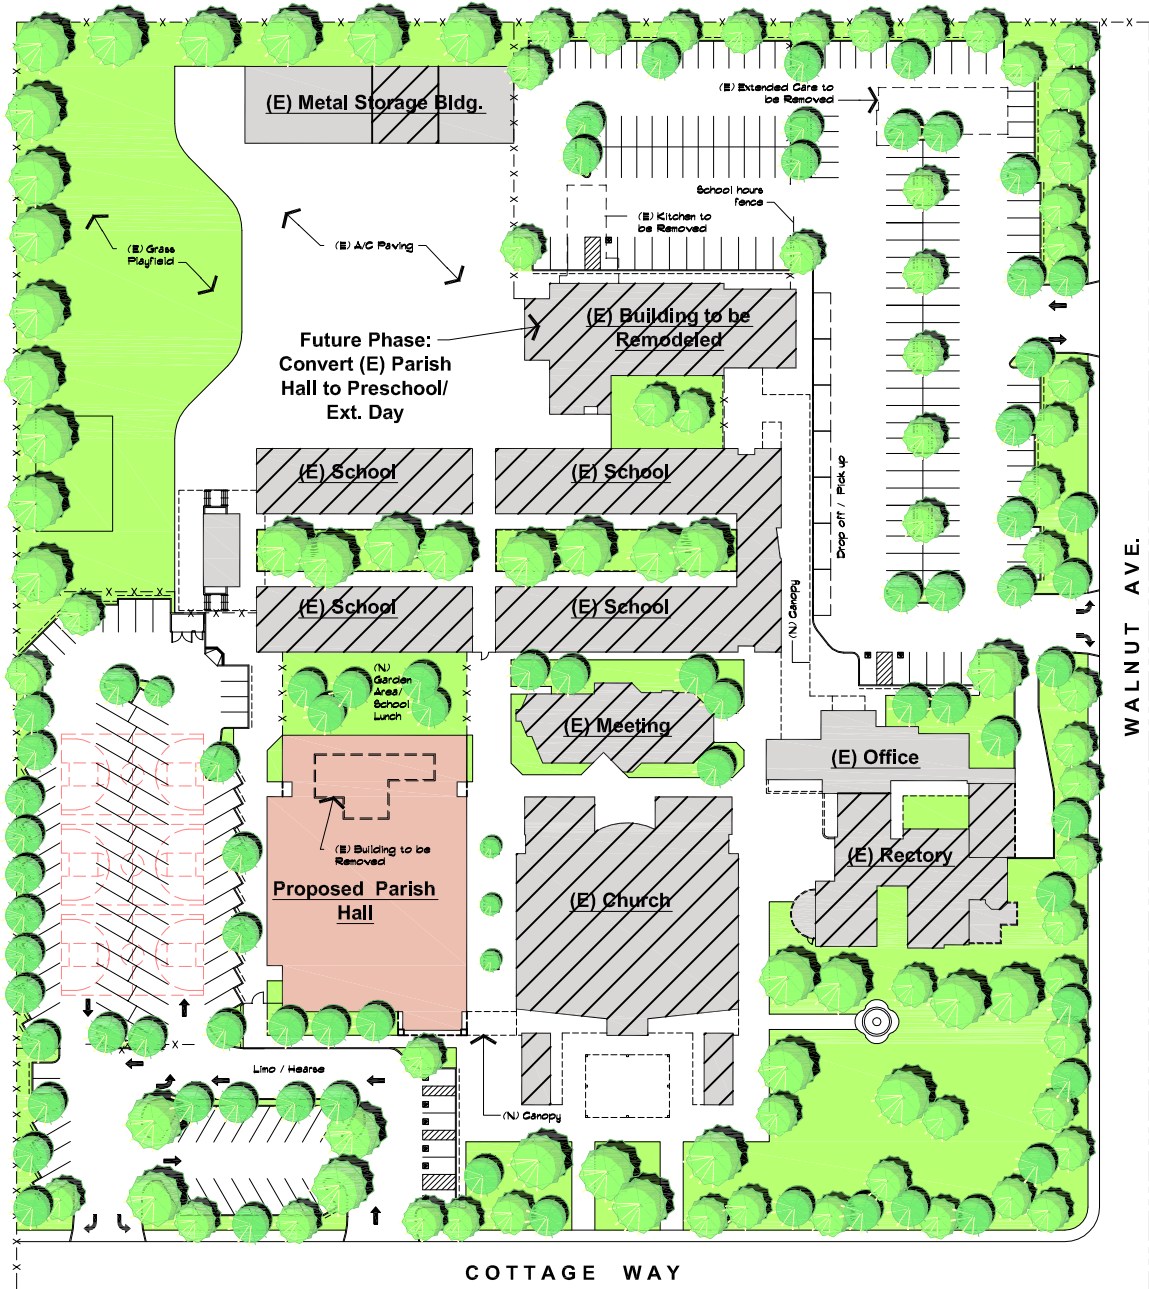 (E) Metal Storage Bldg.
(E) Extended Care to
be Removed
School hours
fence
(E) Kitchen to
be Removed
(E) Grass
Playfield
(E) A/C Paving
(E) Building to be
Remodeled
Future Phase:
Convert (E) Parish
Hall to Preschool/
Ext. Day
(E) School
(E) School
Drop off / Pick up
(E) School
(E) School
(N) Canopy
WALNUT AVE.
(N)
Garden
Area/
School
Lunch
(E) Meeting
(E) Office
(E) Building to be
Removed
(E) Rectory
Proposed Parish
Hall
(E) Church
Limo / Hearse
(N) Canopy
COTTAGE WAY